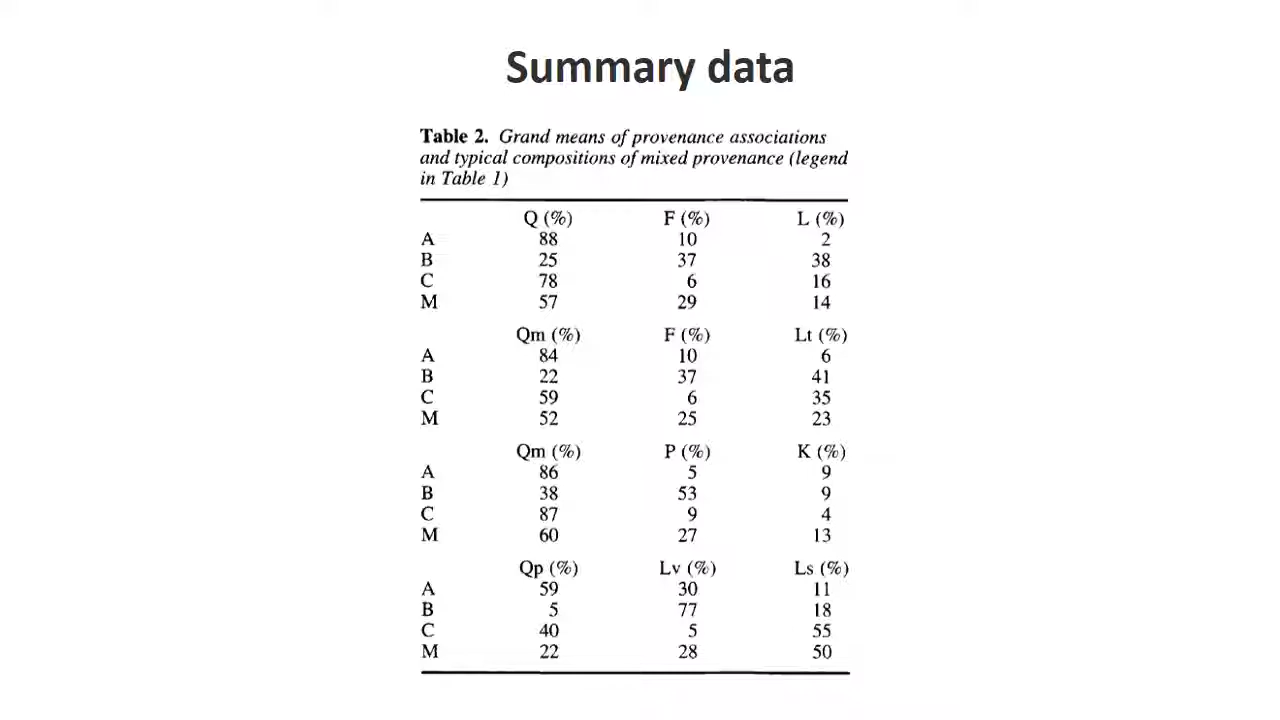 Summary data
Table 2. Grand means of provenance associations
and typical compositions of mixed provenance (legend
in Table 1)
Q (%) F (%) L (%)
A 88 10 2
B 25 37 38
C 78 6 16
M 57 29 14
Qm (%) F (%) Lt (%)
A 84 10 6
B 22 37 41
C 59 6 35
M 52 25 23
Qm (%) P (%) K (%)
A 86 5 9
B 38 53 9
C 87 9 4
M 60 27 13
Qp (%) Lv (%) Ls (%)
A 59 30 11
B 5 77 18
C 40 5 55
M 22 28 50